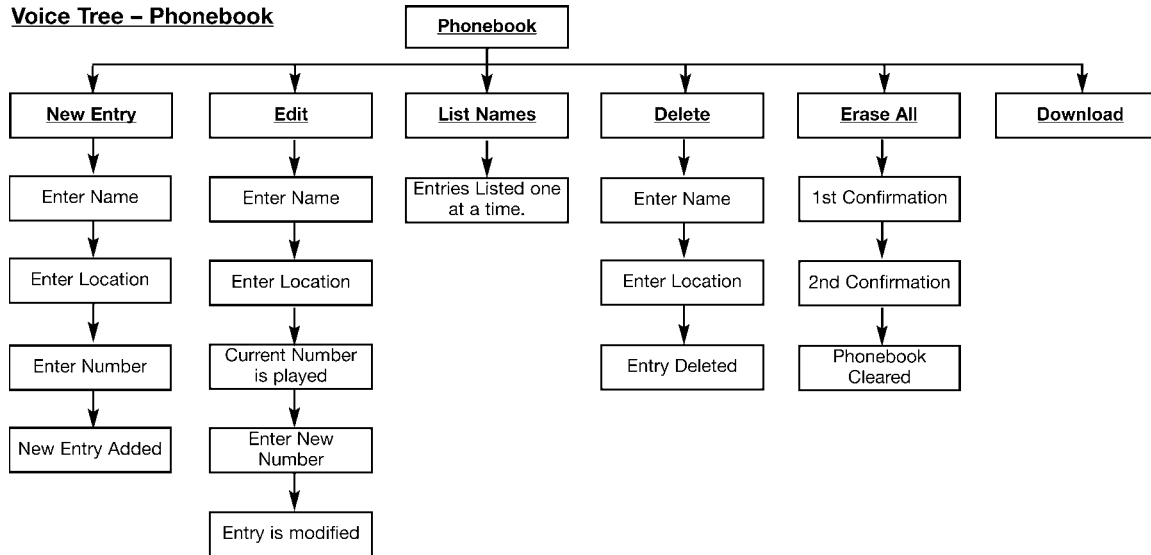 Voice Tree – Phonebook
Phonebook
New Entry
Edit
List Names
Delete
Erase All
Download
Enter Name
Enter Name
Entries Listed one
at a time.
Enter Name
1st Confirmation
Enter Location
Enter Location
Enter Location
2nd Confirmation
Enter Number
Current Number
is played
Entry Deleted
Phonebook
Cleared
New Entry Added
Enter New
Number
Entry is modified